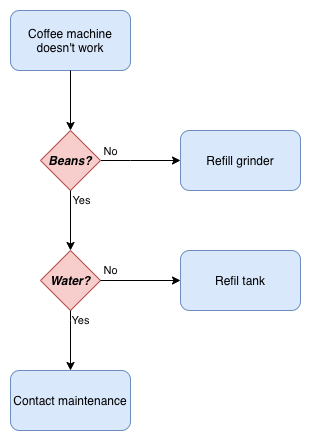 Coffee machine
doesn't work
Beans?
No
Refill grinder
Yes
Water?
No
Refil tank
Yes
Contact maintenance